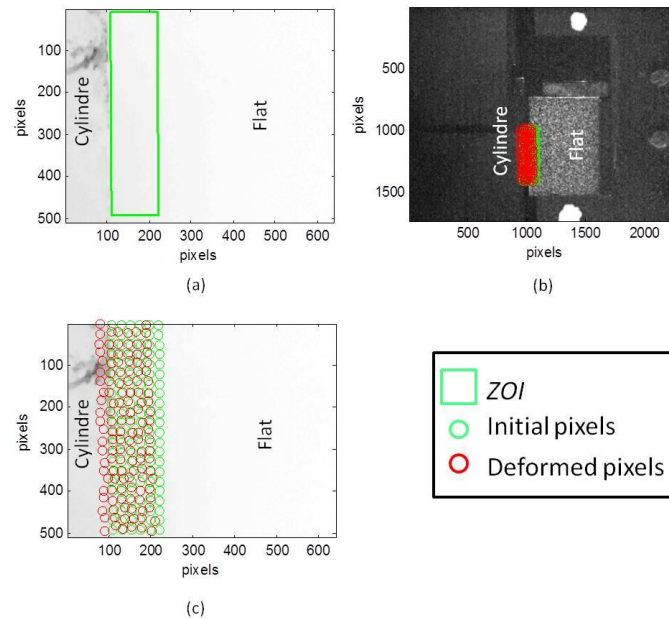 100
200
300
400
500
pixels
Cylindre
Flat
100 200 300 400 500 600
pixels
(a)
500
1000
1500
pixels
Cylindre
Flat
500 1000 1500 2000
pixels
(b)
100
200
300
400
500
pixels
Cylindre
Flat
100 200 300 400 500 600
pixels
(c)
ZOI
Initial pixels
Deformed pixels